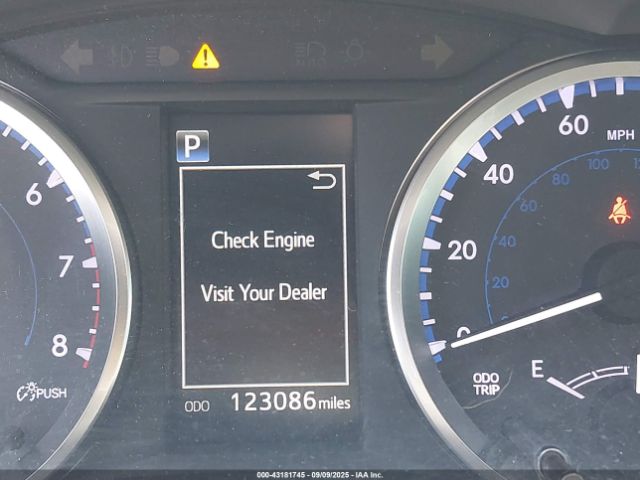 P
Check Engine
Visit Your Dealer
ODO 123086 miles
6
7
8
PUSH
60
MPH
40
20
0
100
80
60
40
20
ODO
TRIP
E
000-43181745 - 09/09/2025 - IAA Inc.